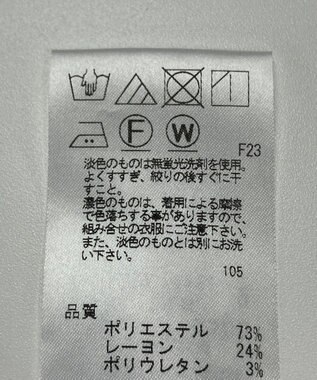 F
W
F23
淡色のものは無蛍光洗剤を使用。
よくすすぎ、絞りの後すぐに干
すこと。
濃色のものは、着用による摩擦
で色落ちする事がありますので、
組み合せの衣服にご注意下さい。
また、淡色のものとは別にお洗
い下さい。
105
品質
ポリエステル 73%
レーヨン 24%
ポリウレタン 3%